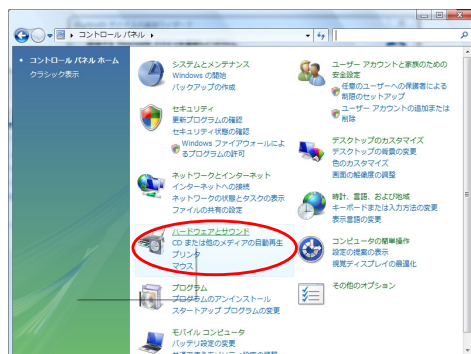 コントロール パネル
コントロール パネル ホーム
クラシック表示
システムとメンテナンス
Windows の開始
バックアップの作成
セキュリティ
更新プログラムの確認
セキュリティ状態の確認
Windows ファイアウォールによ
るプログラムの許可
ネットワークとインターネット
インターネットへの接続
ネットワークの状態とタスクの表示
ファイルの共有の設定
ハードウェアとサウンド
CD または他のメディアの自動再生
プリンタ
マウス
プログラム
プログラムのアンインストール
スタートアップ プログラムの変更
モバイル コンピュータ
バッテリ設定の変更
ユーザー アカウントと家族のための
安全設定
任意のユーザーへの保護者による
制限のセットアップ
ユーザー アカウントの追加または
削除
デスクトップのカスタマイズ
デスクトップの背景の変更
色のカスタマイズ
画面の解像度の調整
時計、言語、および地域
キーボードまたは入力方法の変更
表示言語の変更
コンピュータの簡単操作
設定の提案の表示
視覚ディスプレイの最適化
その他のオプション